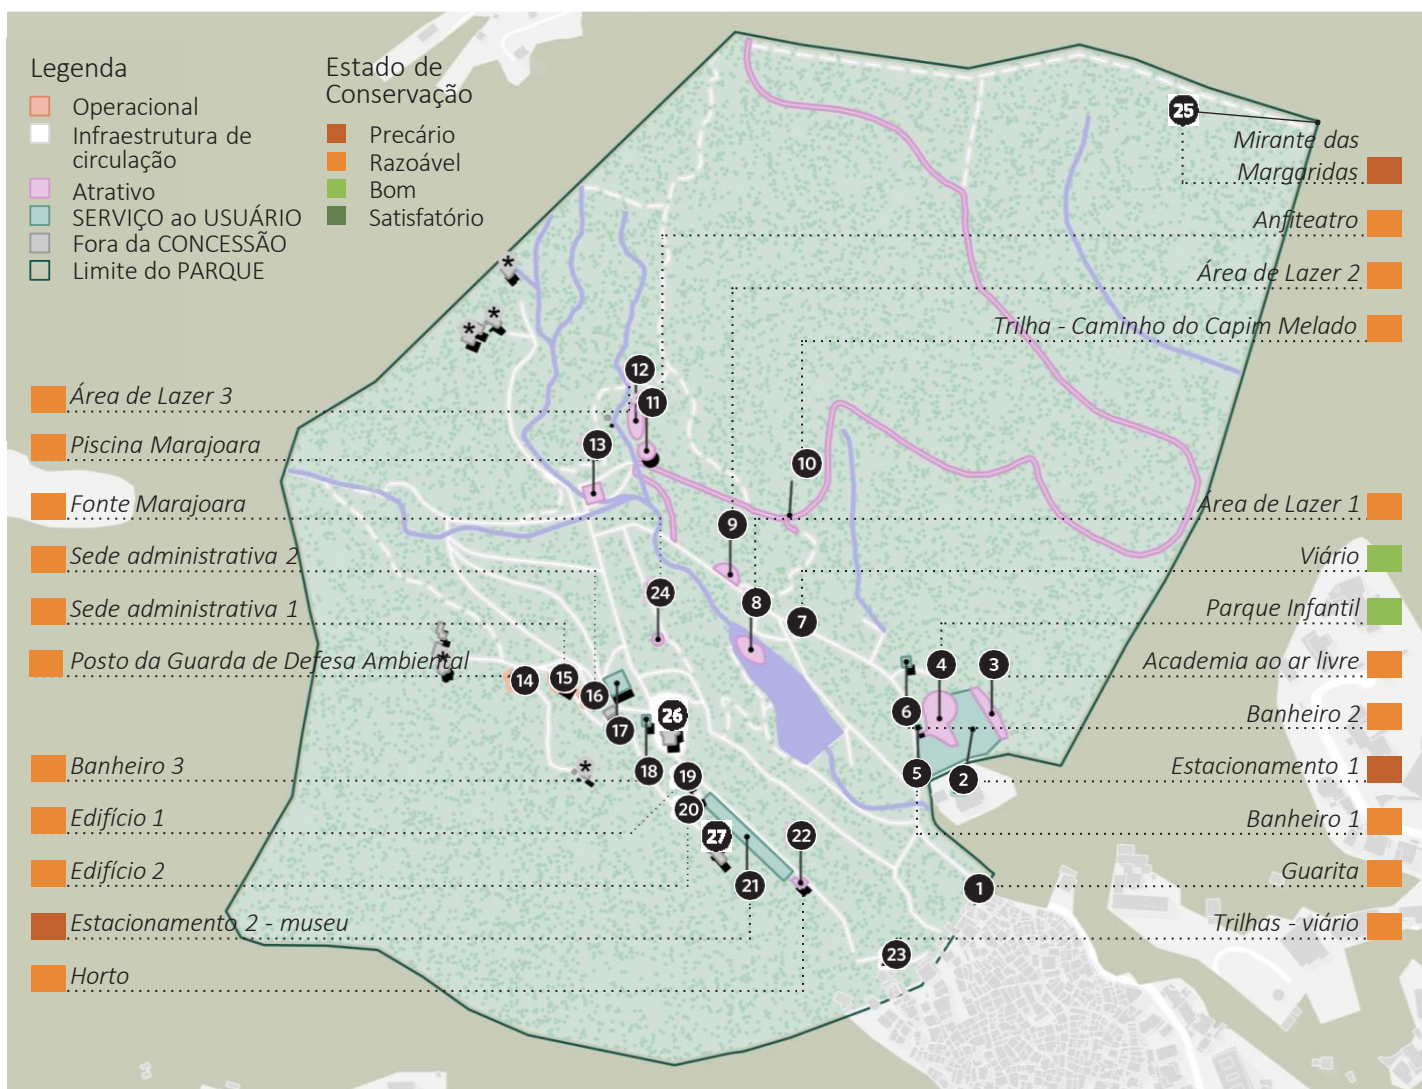 Legenda
Operacional
Infraestrutura de
circulação
Atrativo
SERVIÇO ao USUÁRIO
Fora da CONCESSÃO
Limite do PARQUE
Estado de
Conservação
Precário
Razoável
Bom
Satisfatório
25
Mirante das
Margaridas
Anfiteatro
Área de Lazer 2
Trilha - Caminho do Capim Melado
Área de Lazer 1
Viário
Parque Infantil
Academia ao ar livre
Banheiro 2
Estacionamento 1
Banheiro 1
Guarita
Trilhas - viário
Área de Lazer 3
Piscina Marajoara
Fonte Marajoara
Sede administrativa 2
Sede administrativa 1
Posto da Guarda de Defesa Ambiental
Banheiro 3
Edifício 1
Edifício 2
Estacionamento 2 - museu
Horto
*
*
*
12
11
13
10
9
24
8
7
*
14
15
16
17
26
4
3
6
5
2
18
*
19
20
27
22
21
1
23